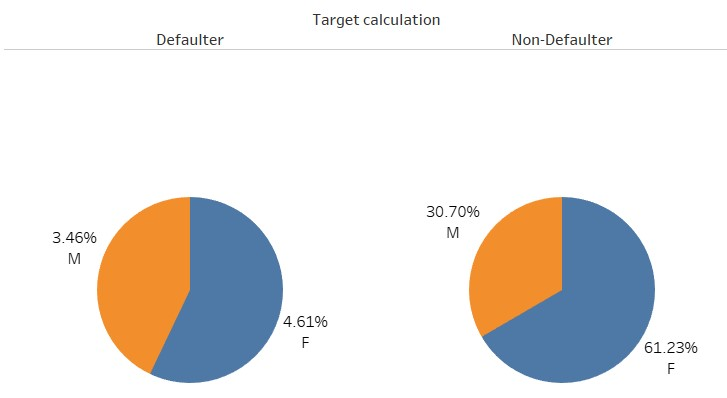 Target calculation
Defaulter
Non-Defaulter
3.46%
M
4.61%
F
30.70%
M
61.23%
F